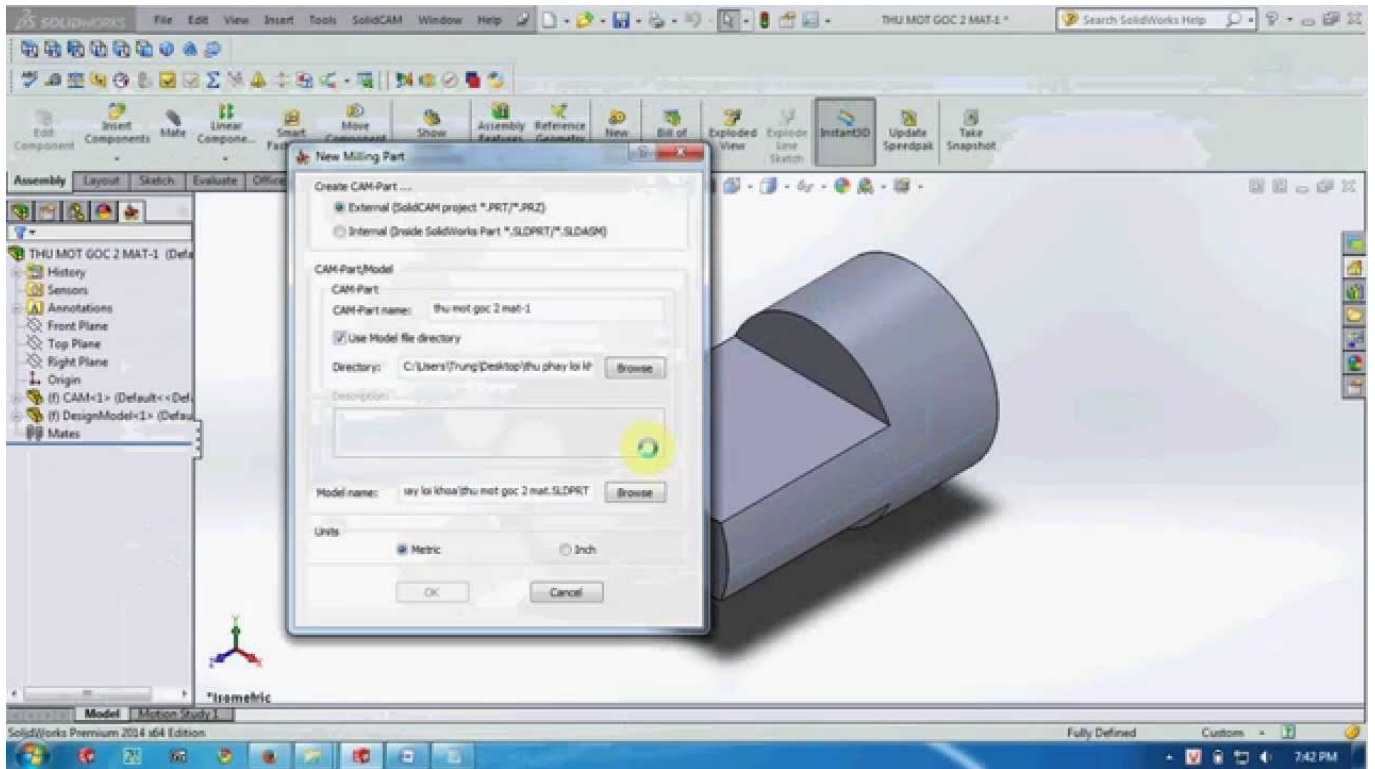 SOLIDWORKS File Edit View Insert Tools SolidCAM Window Help THU MOT GOC 2 MAT-1 * Search SolidWorks Help
Edit Component
Insert Components
Mate
Linear Compone...
Smart
Move Component
Show
Assembly Features
Reference Geometry
New
Bill of
Exploded View
Explode Line Sketch
Instant3D
Update Speedpak
Take Snapshot
Assembly Layout Sketch Evaluate Office
THU MOT GOC 2 MAT-1 (Defa
History
Sensors
Annotations
Front Plane
Top Plane
Right Plane
Origin
(f) CAM<1> (Default<<Def
(f) DesignModel<1> (Defau
Mates
New Milling Part
Create CAM-Part ...
External (SolidCAM project *.PRT/*.PRZ)
Internal (Inside SolidWorks Part *.SLDPRT/*.SLDASM)
CAM-Part/Model
CAM-Part
CAM-Part name: thu mot goc 2 mat-1
Use Model file directory
Directory: C:\Users\Trung\Desktop\thu phay loi kh Browse
Description:
Model name: hay loi khoa\thu mot goc 2 mat.SLDPRT Browse
Units
Metric Inch
OK Cancel
*Isometric
Model Motion Study 1
SolidWorks Premium 2014 x64 Edition Fully Defined Custom
7:42 PM